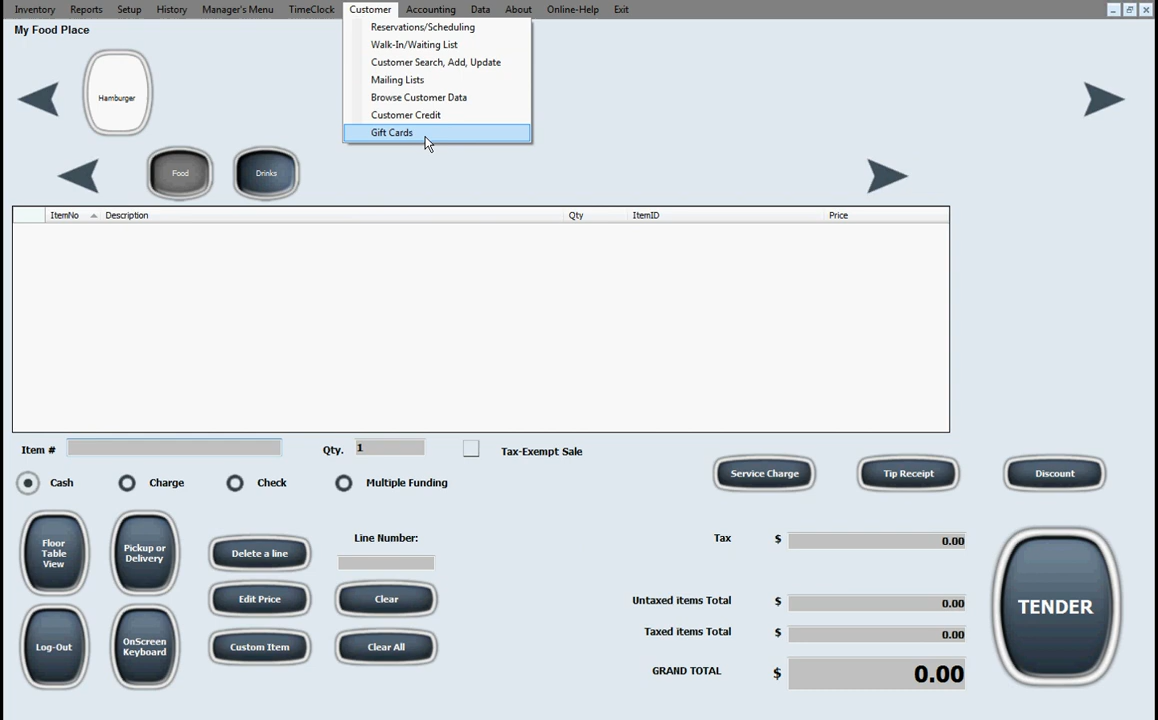 Inventory Reports Setup History Manager's Menu TimeClock Customer Accounting Data About Online-Help Exit
My Food Place
Reservations/Scheduling
Walk-In/Waiting List
Customer Search, Add, Update
Mailing Lists
Browse Customer Data
Customer Credit
Gift Cards
Hamburger
Food Drinks
ItemNo Description Qty ItemID Price
Item # Qty. 1 Tax-Exempt Sale
Cash Charge Check Multiple Funding
Service Charge Tip Receipt Discount
Floor
Table
View
Pickup or
Delivery
Delete a line
Line Number:
Edit Price
Clear
Log-Out
OnScreen
Keyboard
Custom Item
Clear All
Tax $ 0.00
Untaxed items Total $ 0.00
Taxed items Total $ 0.00
GRAND TOTAL $ 0.00
TENDER